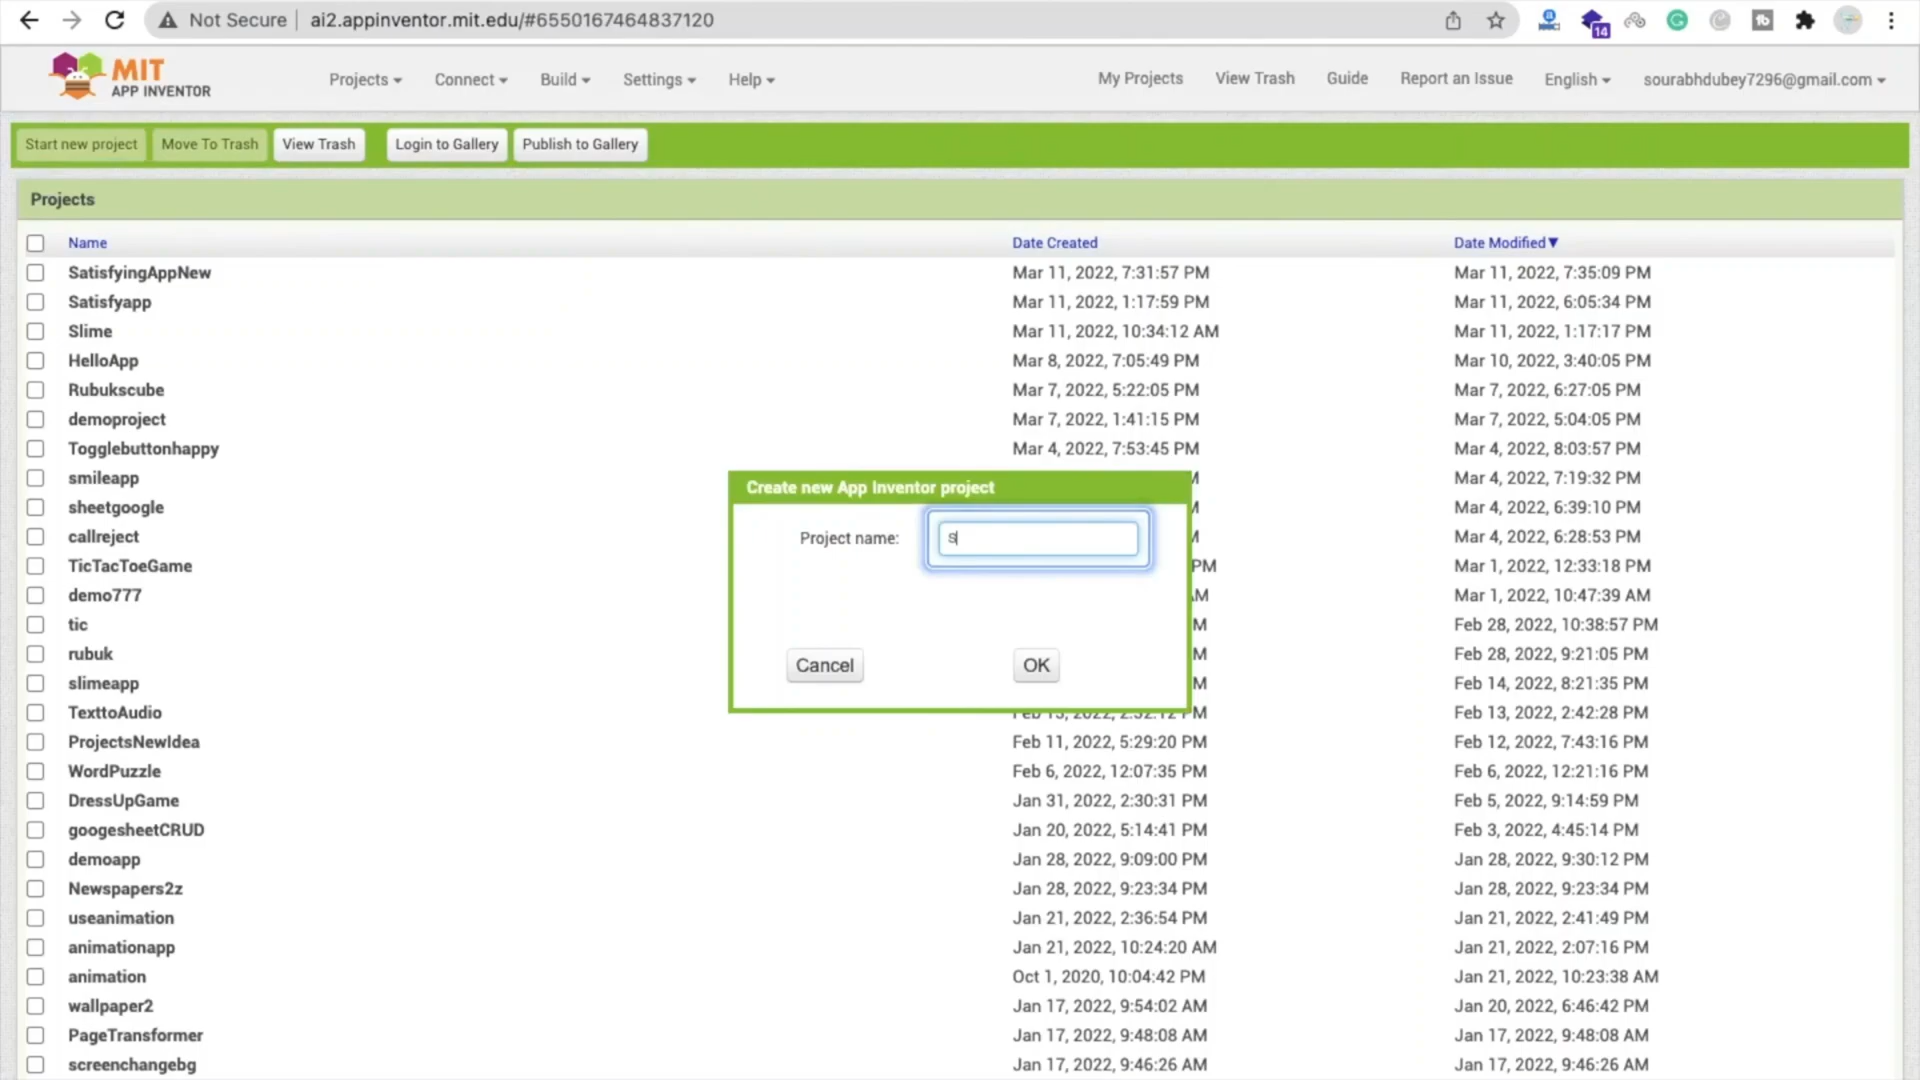 Not Secure | ai2.appinventor.mit.edu/#6550167464837120
14
MIT
APP INVENTOR
Projects Connect Build Settings Help My Projects View Trash Guide Report an Issue English sourabhdubey7296@gmail.com
Start new project Move To Trash View Trash Login to Gallery Publish to Gallery
Projects
Name Date Created Date Modified▼
SatisfyingAppNew Mar 11, 2022, 7:31:57 PM Mar 11, 2022, 7:35:09 PM
Satisfyapp Mar 11, 2022, 1:17:59 PM Mar 11, 2022, 6:05:34 PM
Slime Mar 11, 2022, 10:34:12 AM Mar 11, 2022, 1:17:17 PM
HelloApp Mar 8, 2022, 7:05:49 PM Mar 10, 2022, 3:40:05 PM
Rubukscube Mar 7, 2022, 5:22:05 PM Mar 7, 2022, 6:27:05 PM
demoproject Mar 7, 2022, 1:41:15 PM Mar 7, 2022, 5:04:05 PM
Togglebuttonhappy Mar 4, 2022, 7:53:45 PM Mar 4, 2022, 8:03:57 PM
smileapp Mar 4, 2022, 7:19:32 PM
Create new App Inventor project
sheetgoogle Mar 4, 2022, 6:39:10 PM
callreject Mar 4, 2022, 6:28:53 PM
Project name: s
TicTacToeGame PM Mar 1, 2022, 12:33:18 PM
demo777 AM Mar 1, 2022, 10:47:39 AM
tic Feb 28, 2022, 10:38:57 PM
rubuk Feb 28, 2022, 9:21:05 PM
Cancel OK
slimeapp Feb 14, 2022, 8:21:35 PM
TexttoAudio Feb 13, 2022, 2:42:28 PM
ProjectsNewIdea Feb 11, 2022, 5:29:20 PM Feb 12, 2022, 7:43:16 PM
WordPuzzle Feb 6, 2022, 12:07:35 PM Feb 6, 2022, 12:21:16 PM
DressUpGame Jan 31, 2022, 2:30:31 PM Feb 5, 2022, 9:14:59 PM
googesheetCRUD Jan 20, 2022, 5:14:41 PM Feb 3, 2022, 4:45:14 PM
demoapp Jan 28, 2022, 9:09:00 PM Jan 28, 2022, 9:30:12 PM
Newspapers2z Jan 28, 2022, 9:23:34 PM Jan 28, 2022, 9:23:34 PM
useanimation Jan 21, 2022, 2:36:54 PM Jan 21, 2022, 2:41:49 PM
animationapp Jan 21, 2022, 10:24:20 AM Jan 21, 2022, 2:07:16 PM
animation Oct 1, 2020, 10:04:42 PM Jan 21, 2022, 10:23:38 AM
wallpaper2 Jan 17, 2022, 9:54:02 AM Jan 20, 2022, 6:46:42 PM
PageTransformer Jan 17, 2022, 9:48:08 AM Jan 17, 2022, 9:48:08 AM
screenchangebg Jan 17, 2022, 9:46:26 AM Jan 17, 2022, 9:46:26 AM